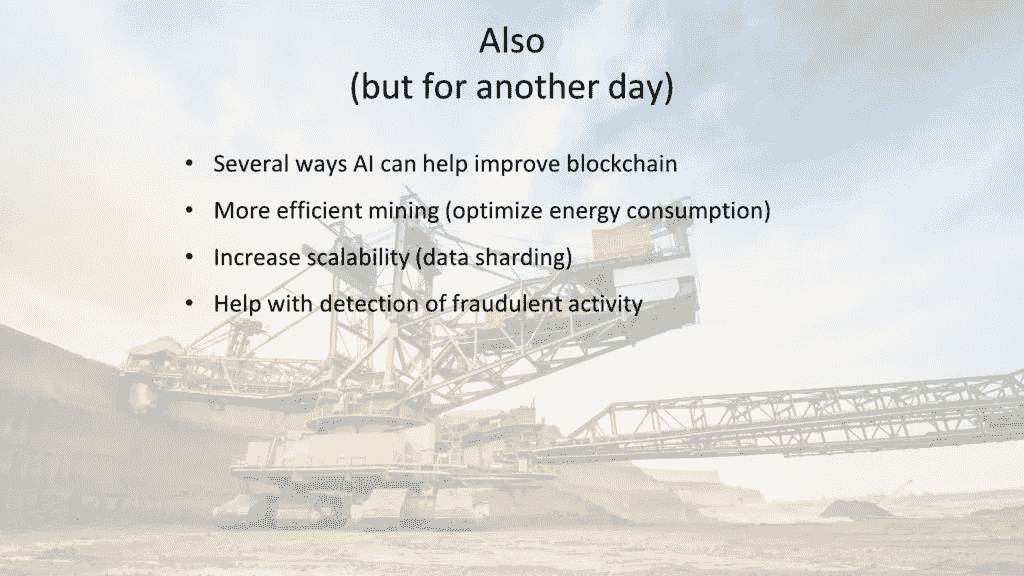 Also
(but for another day)
• Several ways AI can help improve blockchain
• More efficient mining (optimize energy consumption)
• Increase scalability (data sharding)
• Help with detection of fraudulent activity